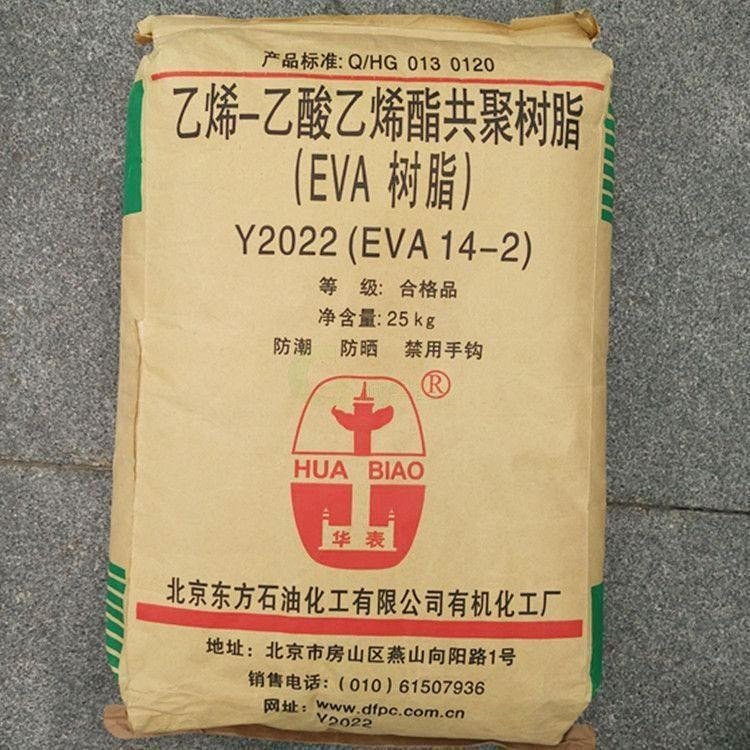 产品标准: Q/HG 013 0120
乙烯-乙酸乙烯酯共聚树脂
(EVA 树脂)
Y2022 (EVA 14-2)
等 级: 合格品
净含量: 25kg
防潮 防晒 禁用手钩
®
HUA BIAO
华表
北京东方石油化工有限公司有机化工厂
地址: 北京市房山区燕山向阳路1号
销售电话: (010) 61507936
网址: www.dfpc.com.cn
Y2022